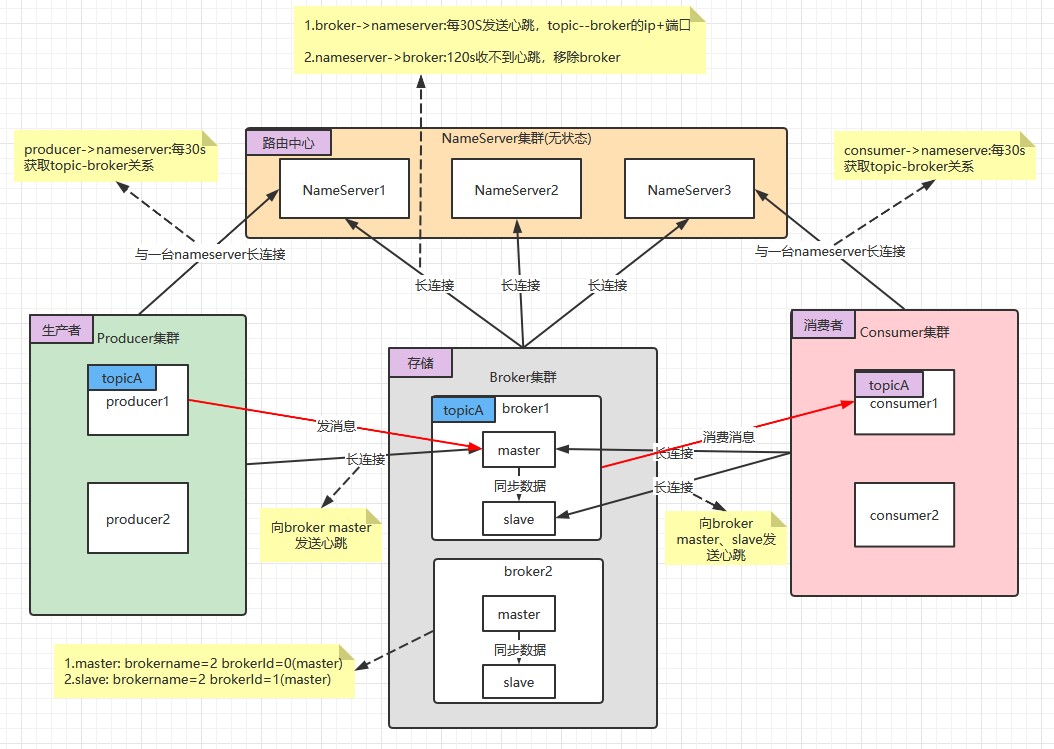 1.broker->nameserver:每30S发送心跳，topic--broker的ip+端口
2.nameserver->broker:120s收不到心跳，移除broker
producer->nameserver:每30s
获取topic-broker关系
路由中心
NameServer集群(无状态)
NameServer1
NameServer2
NameServer3
consumer->nameserve:每30s
获取topic-broker关系
与一台nameserver长连接
长连接
长连接
长连接
与一台nameserver长连接
生产者
Producer集群
topicA
producer1
producer2
发消息
长连接
向broker master
发送心跳
存储
Broker集群
topicA
broker1
master
同步数据
slave
broker2
master
同步数据
slave
消费消息
长连接
长连接
向broker
master、slave发
送心跳
消费者
Consumer集群
topicA
consumer1
consumer2
1.master: brokername=2 brokerId=0(master)
2.slave: brokername=2 brokerId=1(master)